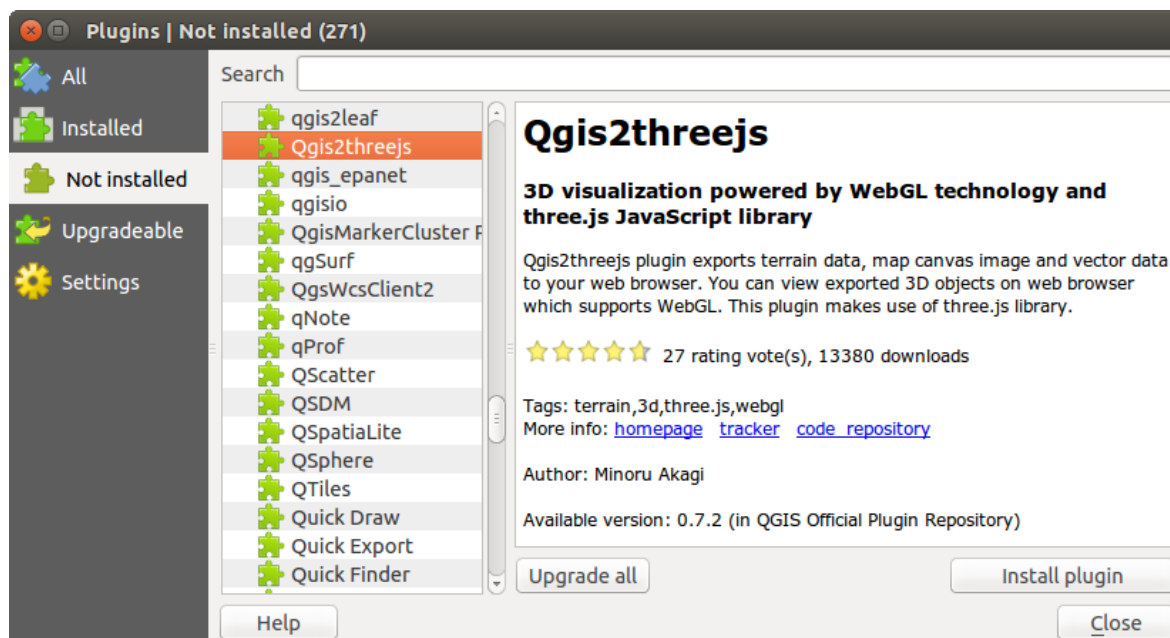 Plugins | Not installed (271)
All
Installed
Not installed
Upgradeable
Settings
Search
qgis2leaf
Qgis2threejs
qgis_epanet
qgisio
QgisMarkerCluster
qgSurf
QgsWcsClient2
qNote
qProf
QScatter
QSDM
QSpatiaLite
QSphere
QTiles
Quick Draw
Quick Export
Quick Finder
Qgis2threejs
3D visualization powered by WebGL technology and
three.js JavaScript library
Qgis2threejs plugin exports terrain data, map canvas image and vector data
to your web browser. You can view exported 3D objects on web browser
which supports WebGL. This plugin makes use of three.js library.
27 rating vote(s), 13380 downloads
Tags: terrain,3d,three.js,webgl
More info: homepage tracker code repository
Author: Minoru Akagi
Available version: 0.7.2 (in QGIS Official Plugin Repository)
Upgrade all
Install plugin
Help
Close